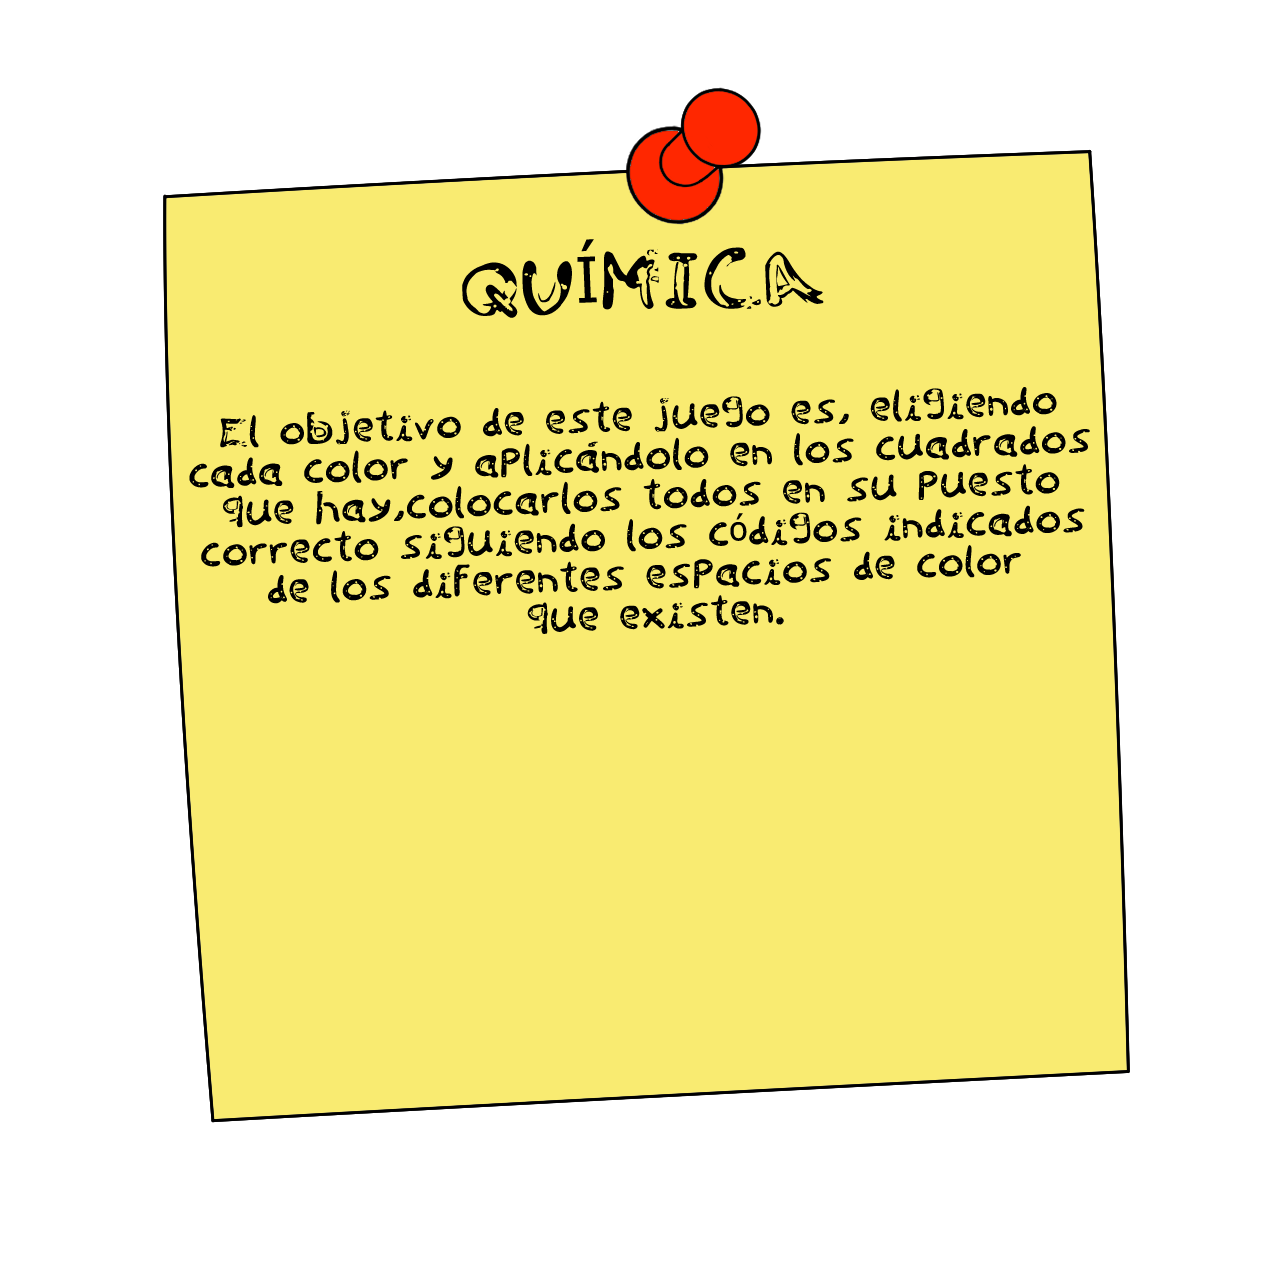 QUÍMICA
El objetivo de este juego es, eligiendo
cada color y aplicándolo en los cuadrados
que hay,colocarlos todos en su puesto
correcto siguiendo los códigos indicados
de los diferentes espacios de color
que existen.